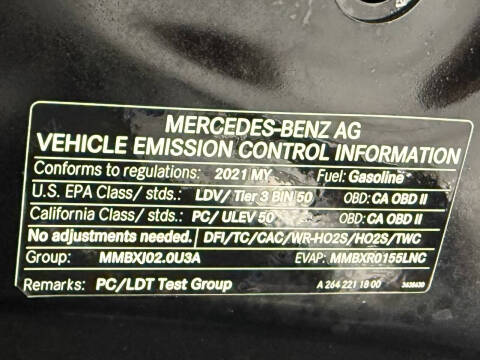 MERCEDES-BENZ AG
VEHICLE EMISSION CONTROL INFORMATION
Conforms to regulations: 2021 MY Fuel: Gasoline
U.S. EPA Class/ stds.: LDV/ Tier 3 BIN 50 OBD: CA OBD II
California Class/ stds.: PC/ ULEV 50 OBD: CA OBD II
No adjustments needed. DFI/TC/CAC/WR-HO2S/HO2S/TWC
Group: MMBXJ02.0U3A EVAP: MMBXR0155LNC
Remarks: PC/LDT Test Group A 264 221 18 00